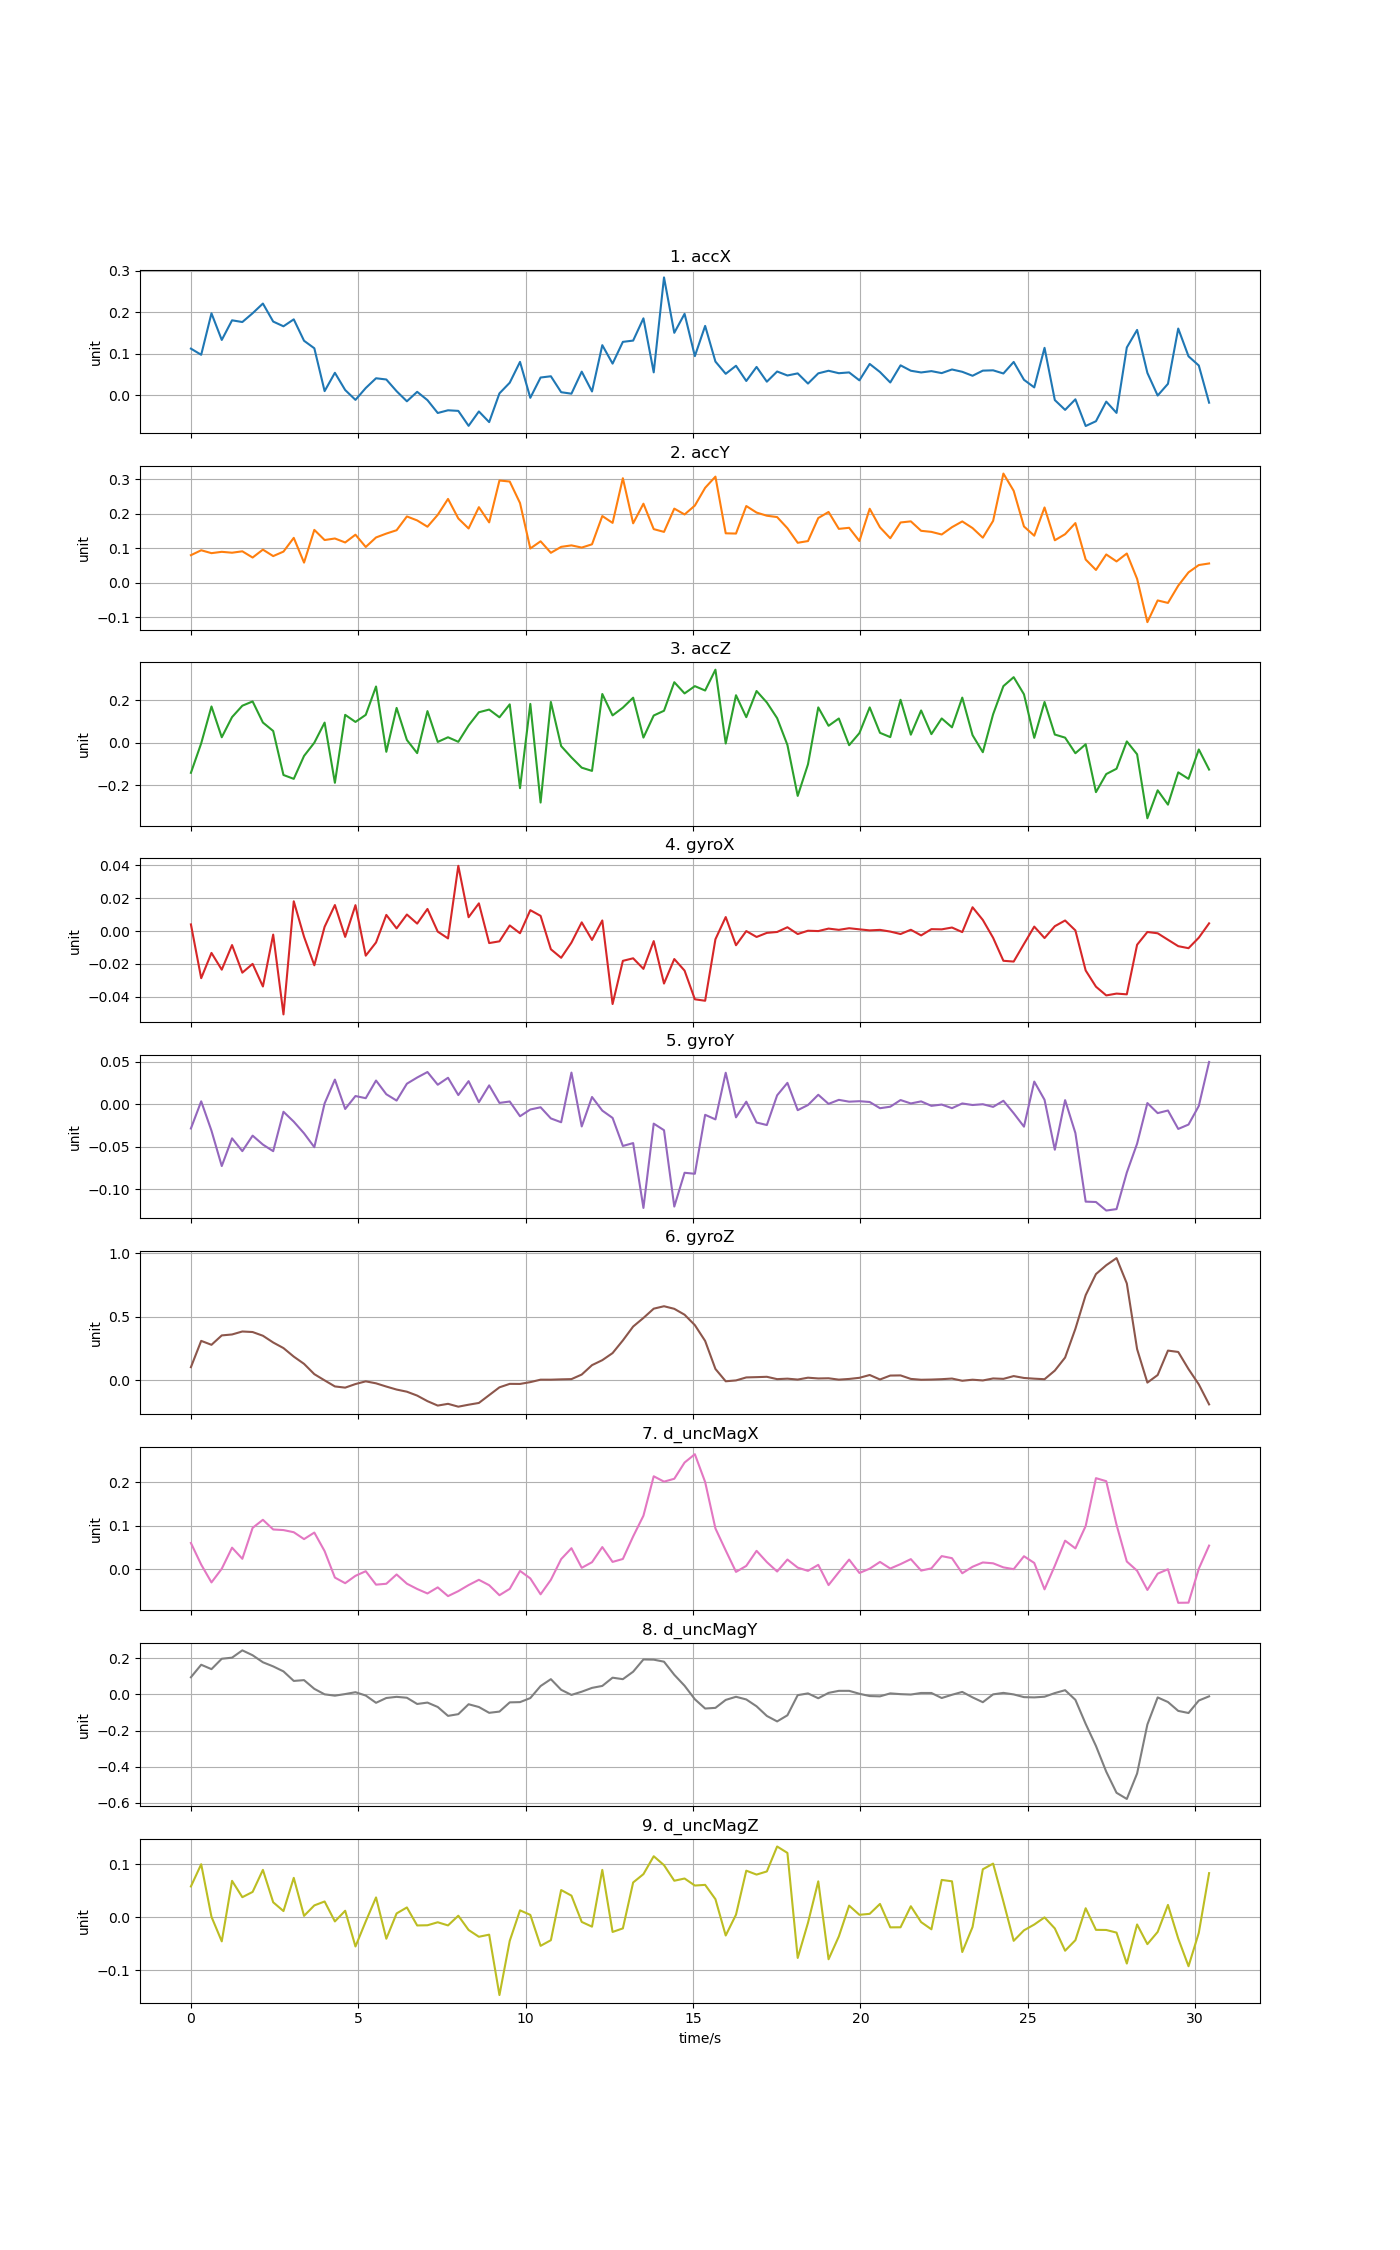 1. accX
0.3
0.2
0.1
0.0
unit
2. accY
0.3
0.2
0.1
0.0
−0.1
unit
3. accZ
0.2
0.0
−0.2
unit
4. gyroX
0.04
0.02
0.00
−0.02
−0.04
unit
5. gyroY
0.05
0.00
−0.05
−0.10
unit
6. gyroZ
1.0
0.5
0.0
unit
7. d_uncMagX
0.2
0.1
0.0
unit
8. d_uncMagY
0.2
0.0
−0.2
−0.4
−0.6
unit
9. d_uncMagZ
0.1
0.0
−0.1
unit
0 5 10 15 20 25 30
time/s